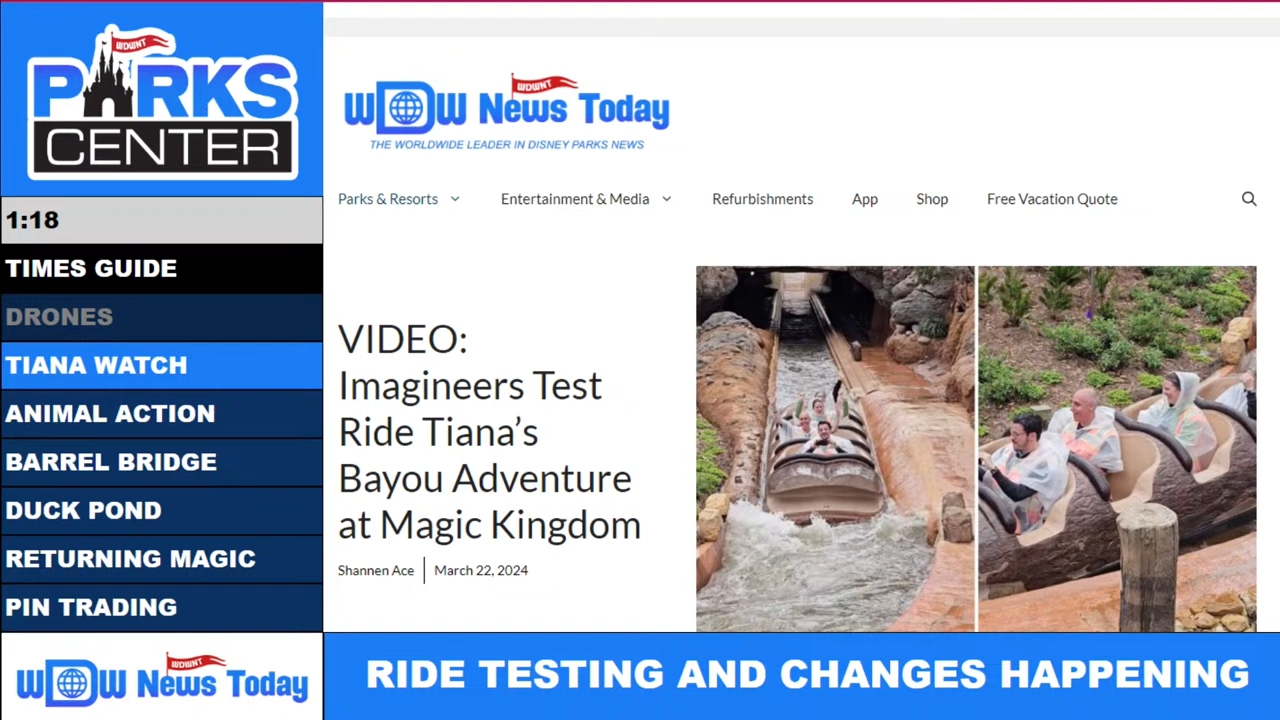 WDWNT
PARKS
CENTER
1:18
TIMES GUIDE
DRONES
TIANA WATCH
ANIMAL ACTION
BARREL BRIDGE
DUCK POND
RETURNING MAGIC
PIN TRADING
WDWNT
WDW News Today
WDWNT
WDW News Today
THE WORLDWIDE LEADER IN DISNEY PARKS NEWS
Parks & Resorts Entertainment & Media Refurbishments App Shop Free Vacation Quote
VIDEO:
Imagineers Test
Ride Tiana’s
Bayou Adventure
at Magic Kingdom
Shannen Ace March 22, 2024
RIDE TESTING AND CHANGES HAPPENING